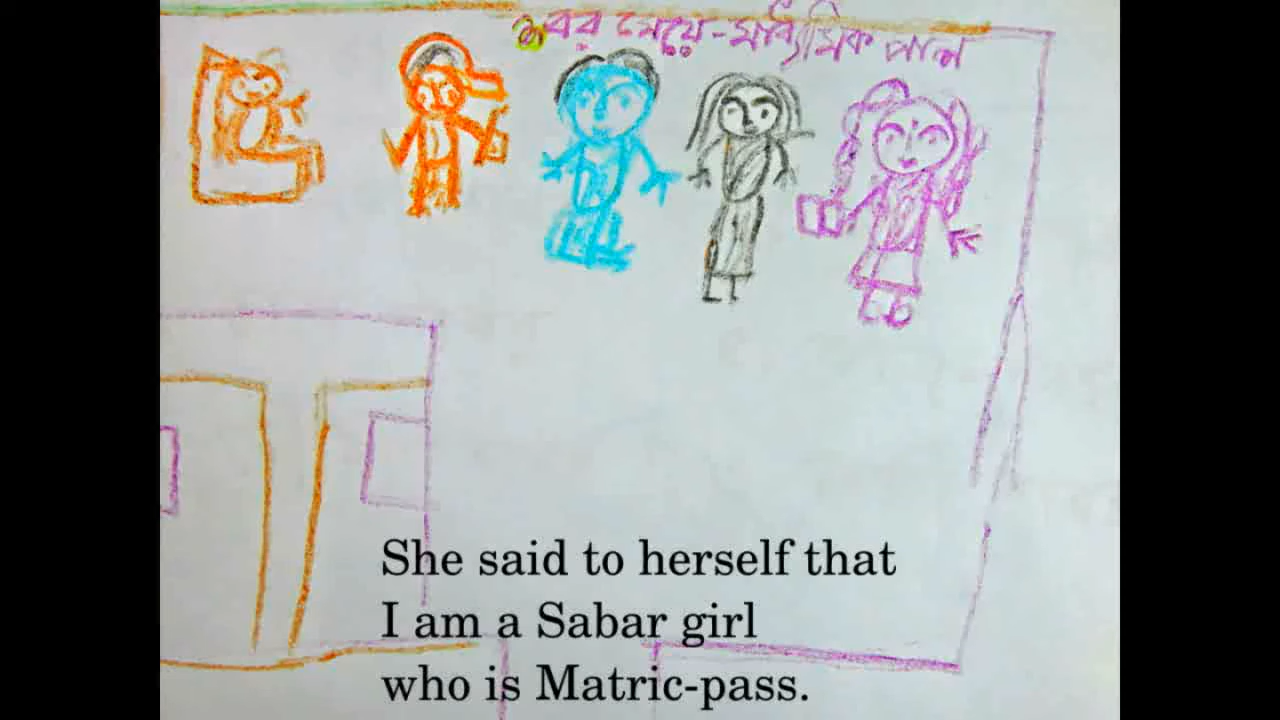 শবর মেয়ে-মাধ্যমিক পাশ
She said to herself that
I am a Sabar girl
who is Matric-pass.